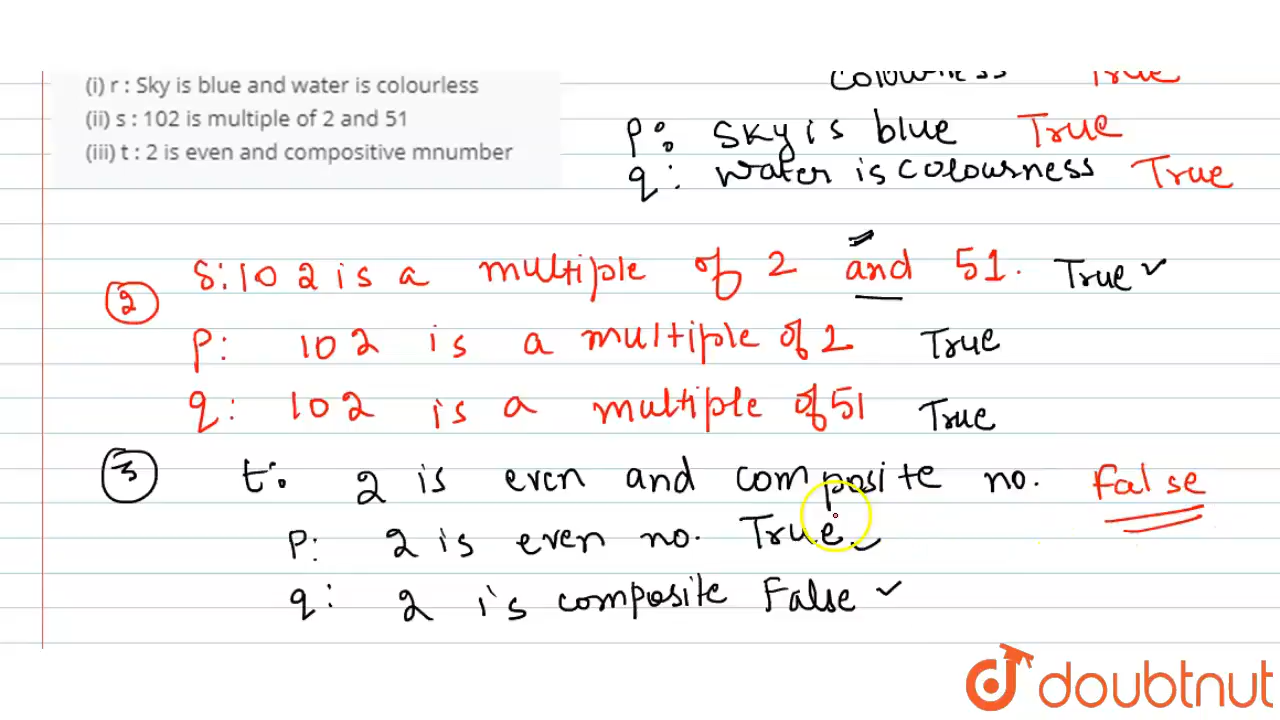 (i) r : Sky is blue and water is colourless
(ii) s : 102 is multiple of 2 and 51
(iii) t : 2 is even and compositive mnumber
True
p: Sky is blue True
q: water is colousness True
② s: 102 is a multiple of 2 and 51. True ✓
p: 102 is a multiple of 2 True
q: 102 is a multiple of 51 True
③ t: 2 is even and composite no. False
p: 2 is even no. True
q: 2 is composite False ✓
doubtnut